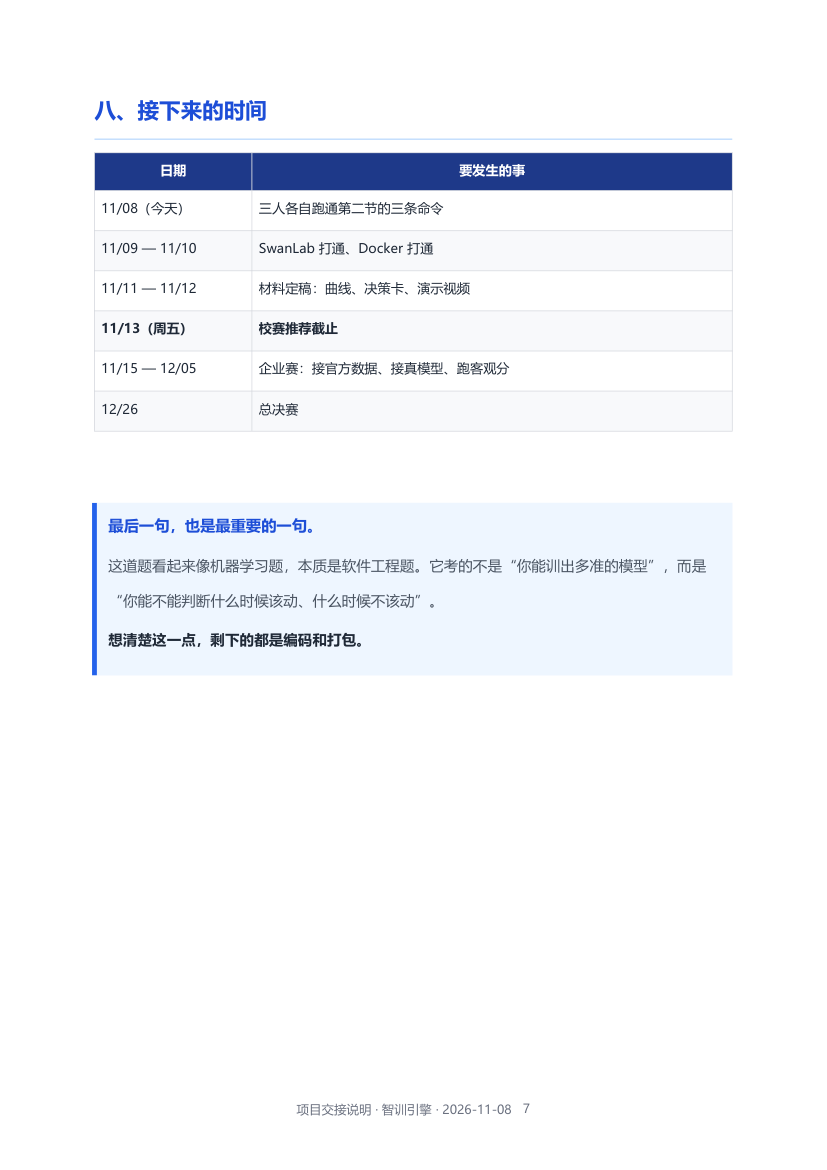 八、接下来的时间
日期 要发生的事
11/08（今天） 三人各自跑通第二节的三条命令
11/09 — 11/10 SwanLab 打通、Docker 打通
11/11 — 11/12 材料定稿：曲线、决策卡、演示视频
11/13（周五） 校赛推荐截止
11/15 — 12/05 企业赛：接官方数据、接真模型、跑客观分
12/26 总决赛
最后一句，也是最重要的一句。
这道题看起来像机器学习题，本质是软件工程题。它考的不是“你能训出多准的模型”，而是
“你能不能判断什么时候该动、什么时候不该动”。
想清楚这一点，剩下的都是编码和打包。
项目交接说明 · 智训引擎 · 2026-11-08 7